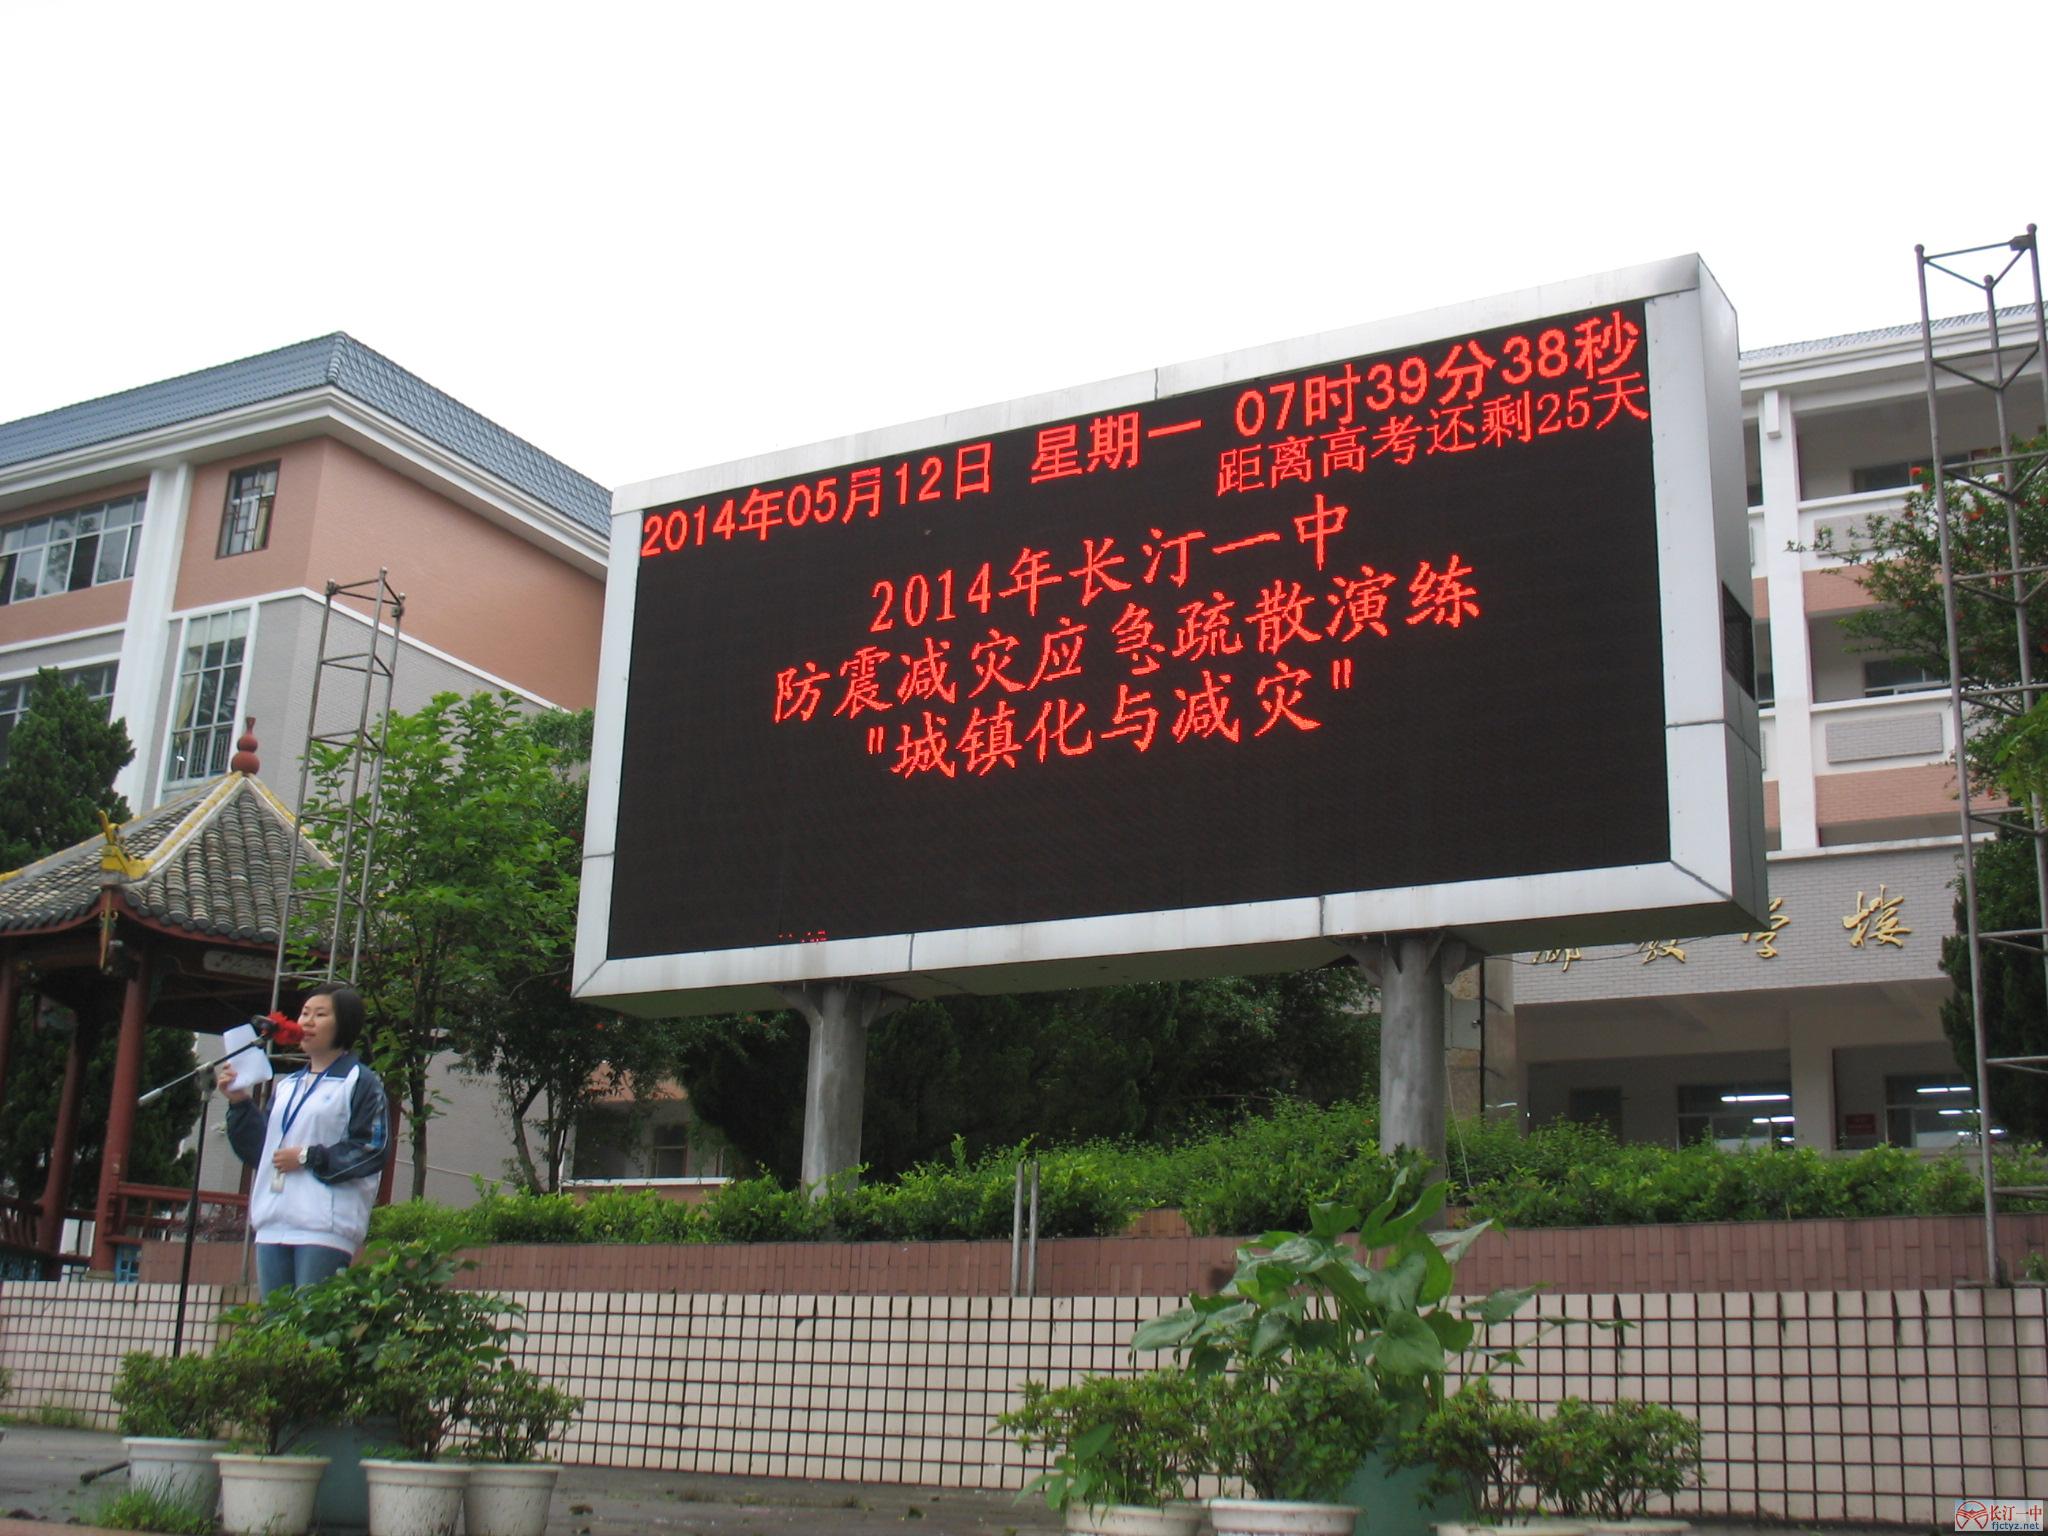 2014年05月12日 星期一 07时39分38秒
距离高考还剩25天
2014年长汀一中
防震减灾应急疏散演练
"城镇化与减灾"
教学楼
长汀一中
fjctyz.net